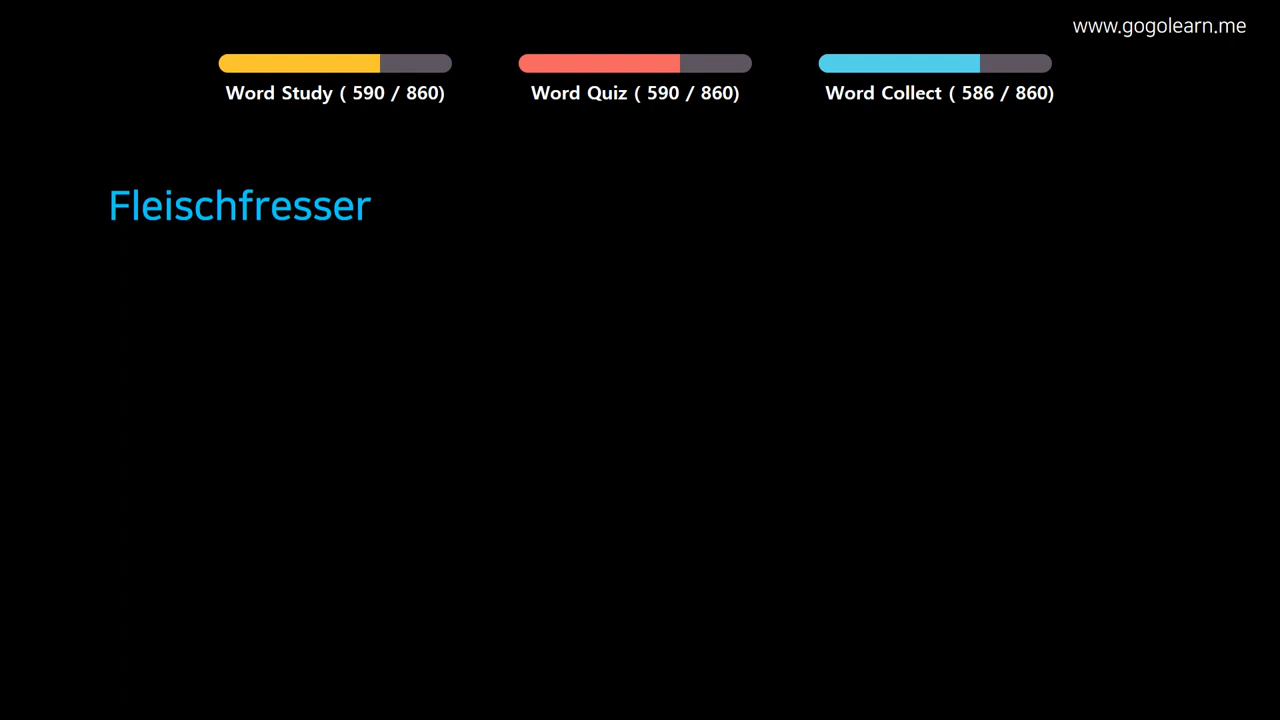 www.gogolearn.me
Word Study ( 590 / 860)
Word Quiz ( 590 / 860)
Word Collect ( 586 / 860)
Fleischfresser